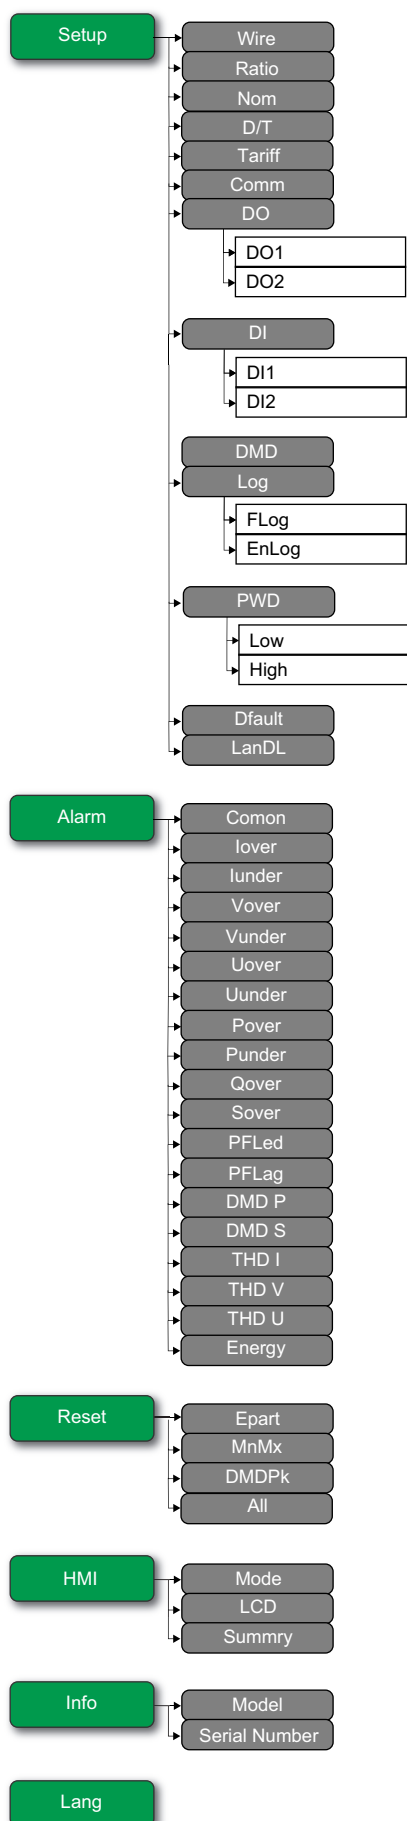 Setup
Wire
Ratio
Nom
D/T
Tariff
Comm
DO
DO1
DO2
DI
DI1
DI2
DMD
Log
FLog
EnLog
PWD
Low
High
Dfault
LanDL
Alarm
Comon
Iover
Iunder
Vover
Vunder
Uover
Uunder
Pover
Punder
Qover
Sover
PFLed
PFLag
DMD P
DMD S
THD I
THD V
THD U
Energy
Reset
Epart
MnMx
DMDPk
All
HMI
Mode
LCD
Summry
Info
Model
Serial Number
Lang